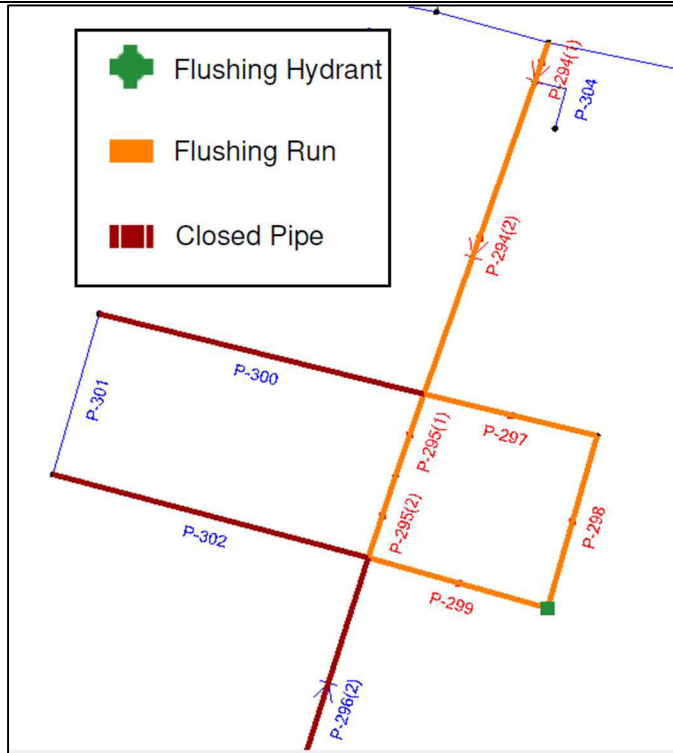 Flushing Hydrant
Flushing Run
Closed Pipe
P-294(1)
P-304
P-294(2)
P-300
P-301
P-297
P-295(1)
P-295(2)
P-298
P-302
P-299
P-296(2)